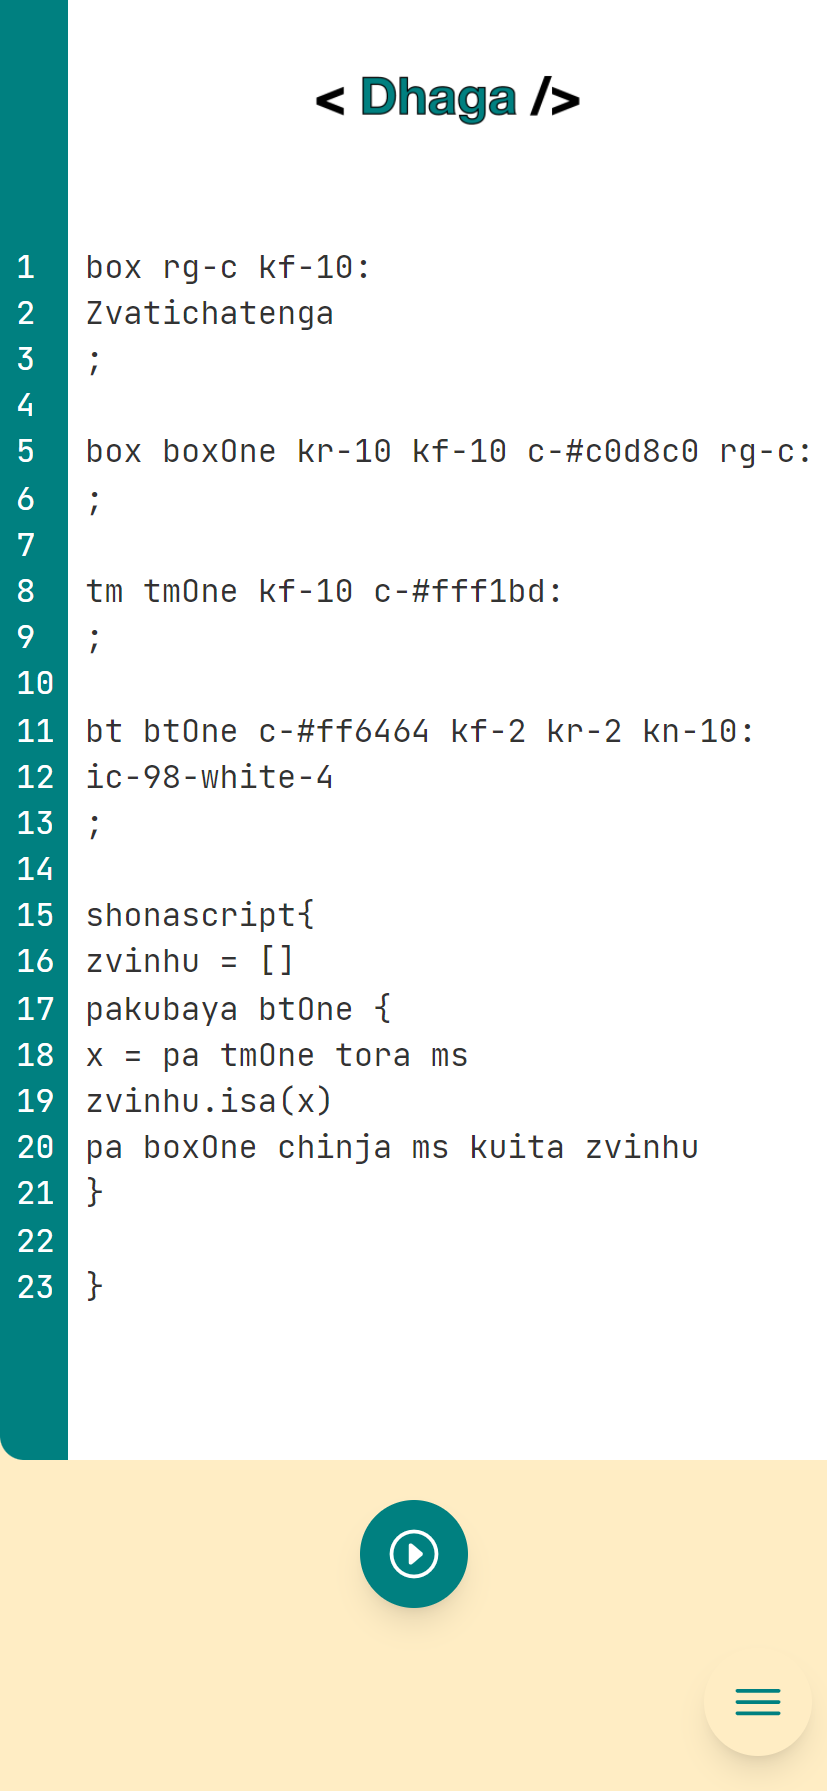 < Dhaga />
1 box rg-c kf-10:
2 Zvatichatenga
3 ;
4
5 box boxOne kr-10 kf-10 c-#c0d8c0 rg-c:
6 ;
7
8 tm tmOne kf-10 c-#fff1bd:
9 ;
10
11 bt btOne c-#ff6464 kf-2 kr-2 kn-10:
12 ic-98-white-4
13 ;
14
15 shonascript{
16 zvinhu = []
17 pakubaya btOne {
18 x = pa tmOne tora ms
19 zvinhu.isa(x)
20 pa boxOne chinja ms kuita zvinhu
21 }
22
23 }